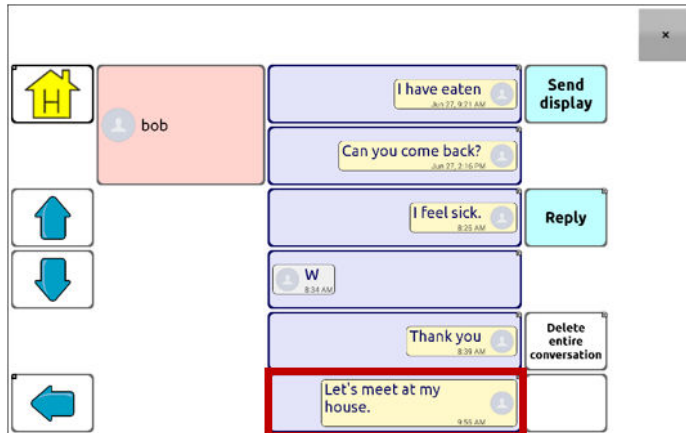 ×
H
bob
I have eaten
Jun 27, 9:21 AM
Send
display
Can you come back?
Jun 27, 2:16 PM
I feel sick.
8:25 AM
Reply
W
8:34 AM
Thank you
8:39 AM
Delete
entire
conversation
Let's meet at my
house.
9:55 AM